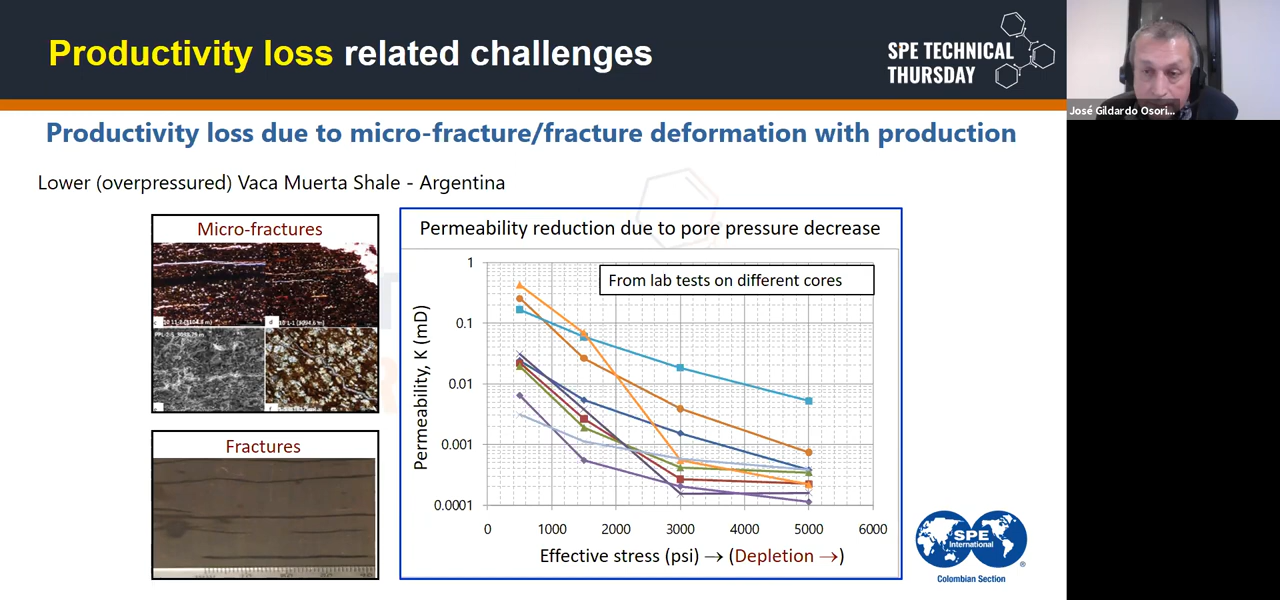 Productivity loss related challenges
SPE TECHNICAL
THURSDAY
José Gildardo Osori...
Productivity loss due to micro-fracture/fracture deformation with production
Lower (overpressured) Vaca Muerta Shale - Argentina
Micro-fractures
Fractures
Permeability reduction due to pore pressure decrease
From lab tests on different cores
Permeability, K (mD)
1
0.1
0.01
0.001
0.0001
0 1000 2000 3000 4000 5000 6000
Effective stress (psi) → (Depletion →)
SPE
International
®
Colombian Section